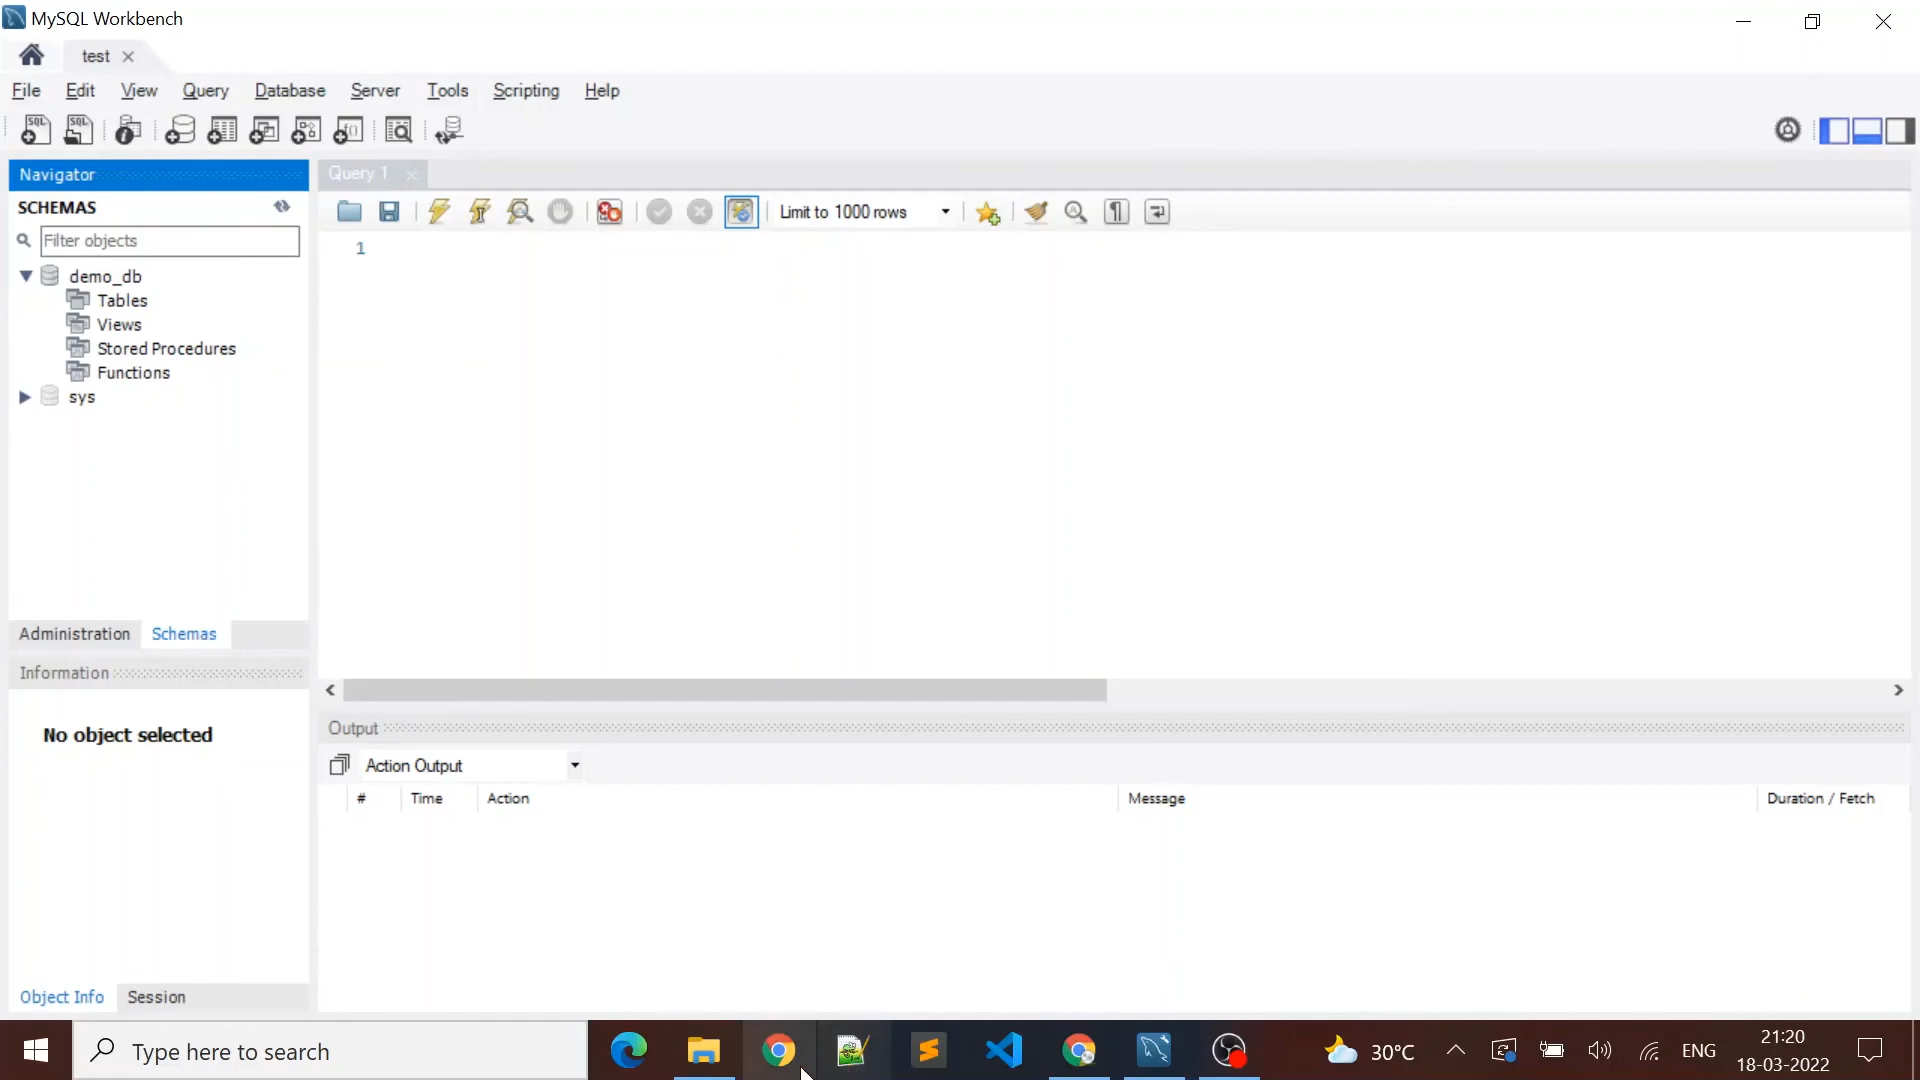 MySQL Workbench
test
File Edit View Query Database Server Tools Scripting Help
SQL SQL
Navigator
Query 1
SCHEMAS
Limit to 1000 rows
Filter objects
1
demo_db
Tables
Views
Stored Procedures
Functions
sys
Administration Schemas
Information
No object selected
Output
Action Output
# Time Action Message Duration / Fetch
Object Info Session
Type here to search
30°C
ENG
21:20
18-03-2022